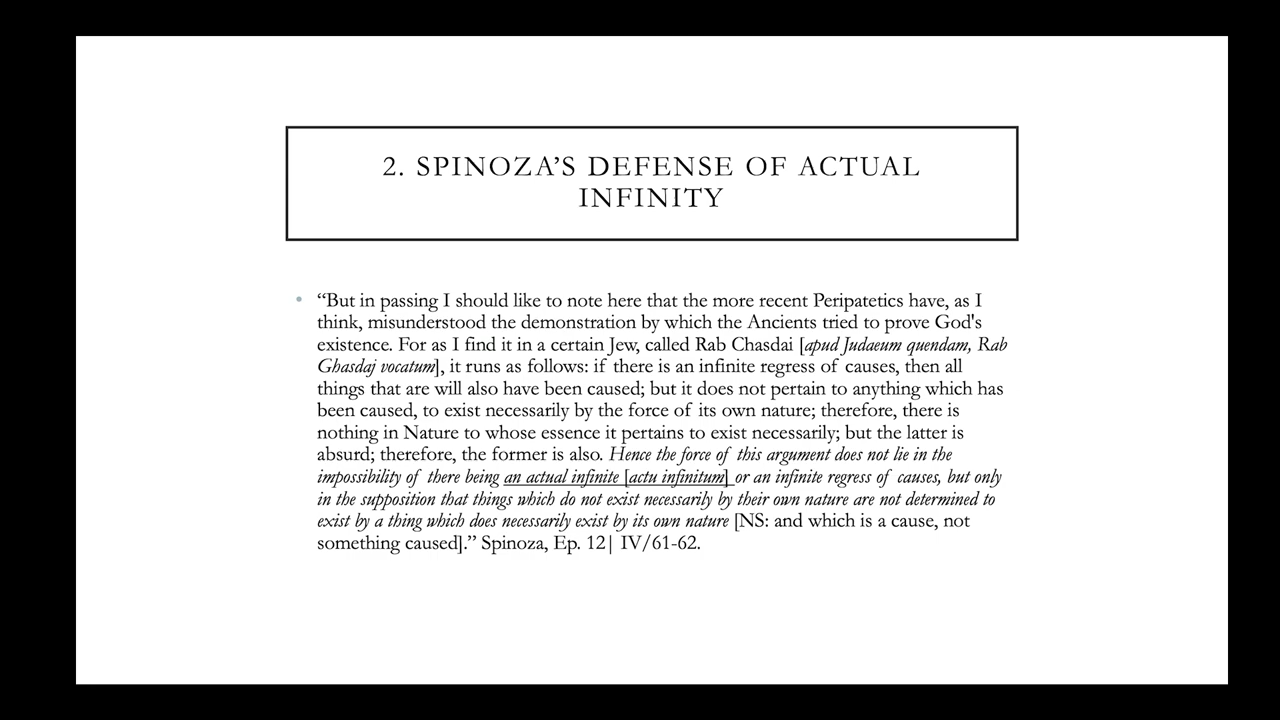 2. SPINOZA’S DEFENSE OF ACTUAL
INFINITY
• “But in passing I should like to note here that the more recent Peripatetics have, as I
think, misunderstood the demonstration by which the Ancients tried to prove God's
existence. For as I find it in a certain Jew, called Rab Chasdai [apud Judaeum quendam, Rab
Ghasdaj vocatum], it runs as follows: if there is an infinite regress of causes, then all
things that are will also have been caused; but it does not pertain to anything which has
been caused, to exist necessarily by the force of its own nature; therefore, there is
nothing in Nature to whose essence it pertains to exist necessarily; but the latter is
absurd; therefore, the former is also. Hence the force of this argument does not lie in the
impossibility of there being an actual infinite [actu infinitum] or an infinite regress of causes, but only
in the supposition that things which do not exist necessarily by their own nature are not determined to
exist by a thing which does necessarily exist by its own nature [NS: and which is a cause, not
something caused].” Spinoza, Ep. 12| IV/61-62.